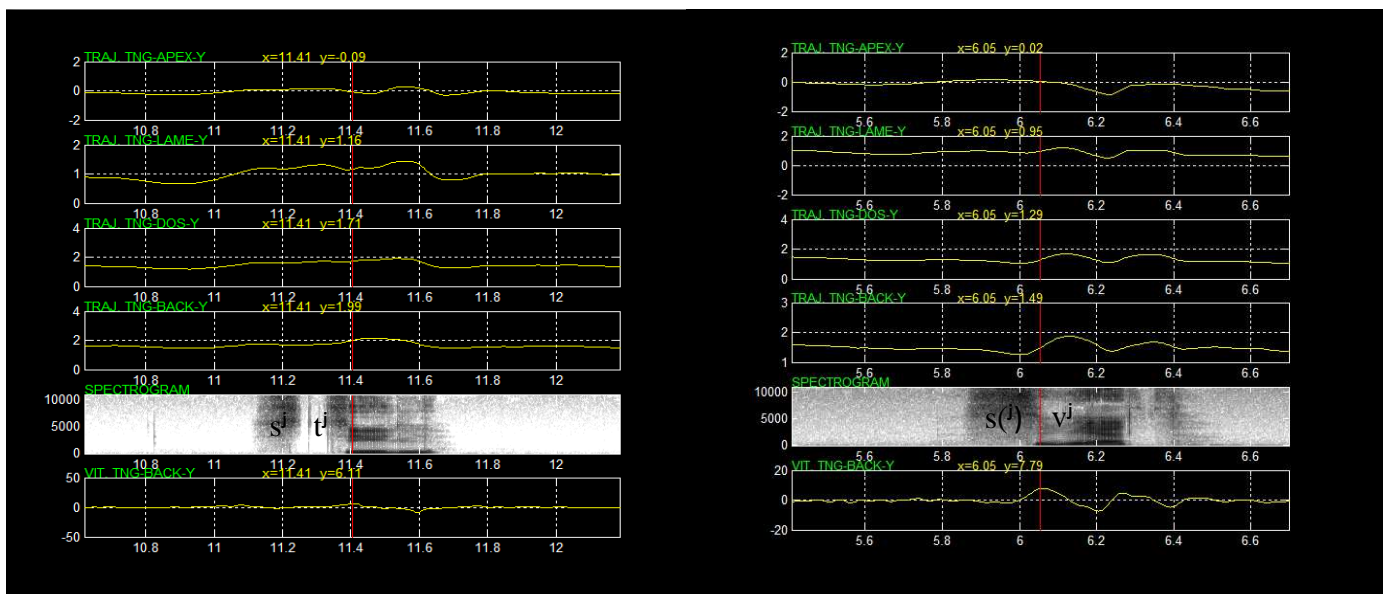 TRAJ. TNG-APEX-Y x=11.41 y=-0.09
2
0
-2
10.8 11 11.2 11.4 11.6 11.8 12
TRAJ. TNG-LAME-Y x=11.41 y=1.16
2
1
0
10.8 11 11.2 11.4 11.6 11.8 12
TRAJ. TNG-DOS-Y x=11.41 y=1.71
4
2
0
10.8 11 11.2 11.4 11.6 11.8 12
TRAJ. TNG-BACK-Y x=11.41 y=1.99
4
2
0
10.8 11 11.2 11.4 11.6 11.8 12
SPECTROGRAM
10000
5000
0
sʲ tʲ
10.8 11 11.2 11.4 11.6 11.8 12
VIT. TNG-BACK-Y x=11.41 y=6.11
50
0
-50
10.8 11 11.2 11.4 11.6 11.8 12
TRAJ. TNG-APEX-Y x=6.05 y=0.02
2
0
-2
5.6 5.8 6 6.2 6.4 6.6
TRAJ. TNG-LAME-Y x=6.05 y=0.95
2
0
-2
5.6 5.8 6 6.2 6.4 6.6
TRAJ. TNG-DOS-Y x=6.05 y=1.29
4
2
0
5.6 5.8 6 6.2 6.4 6.6
TRAJ. TNG-BACK-Y x=6.05 y=1.49
3
2
1
5.6 5.8 6 6.2 6.4 6.6
SPECTROGRAM
10000
5000
0
s(ʲ) vʲ
5.6 5.8 6 6.2 6.4 6.6
VIT. TNG-BACK-Y x=6.05 y=7.79
20
0
-20
5.6 5.8 6 6.2 6.4 6.6